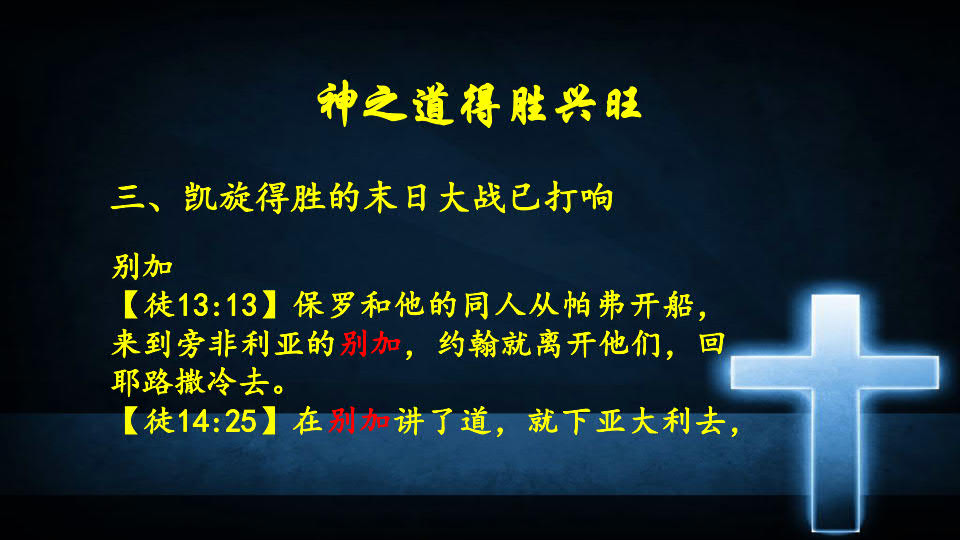 神之道得胜兴旺
三、凯旋得胜的末日大战已打响
别加
【徒13:13】保罗和他的同人从帕弗开船，
来到旁非利亚的别加，约翰就离开他们，回
耶路撒冷去。
【徒14:25】在别加讲了道，就下亚大利去，